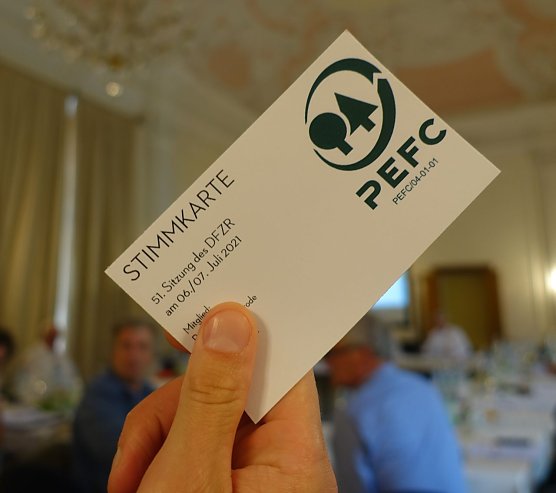 PEFC
PEFC/04-01-01
STIMMKARTE
51. Sitzung des DFZR
am 06./07. Juli 2021